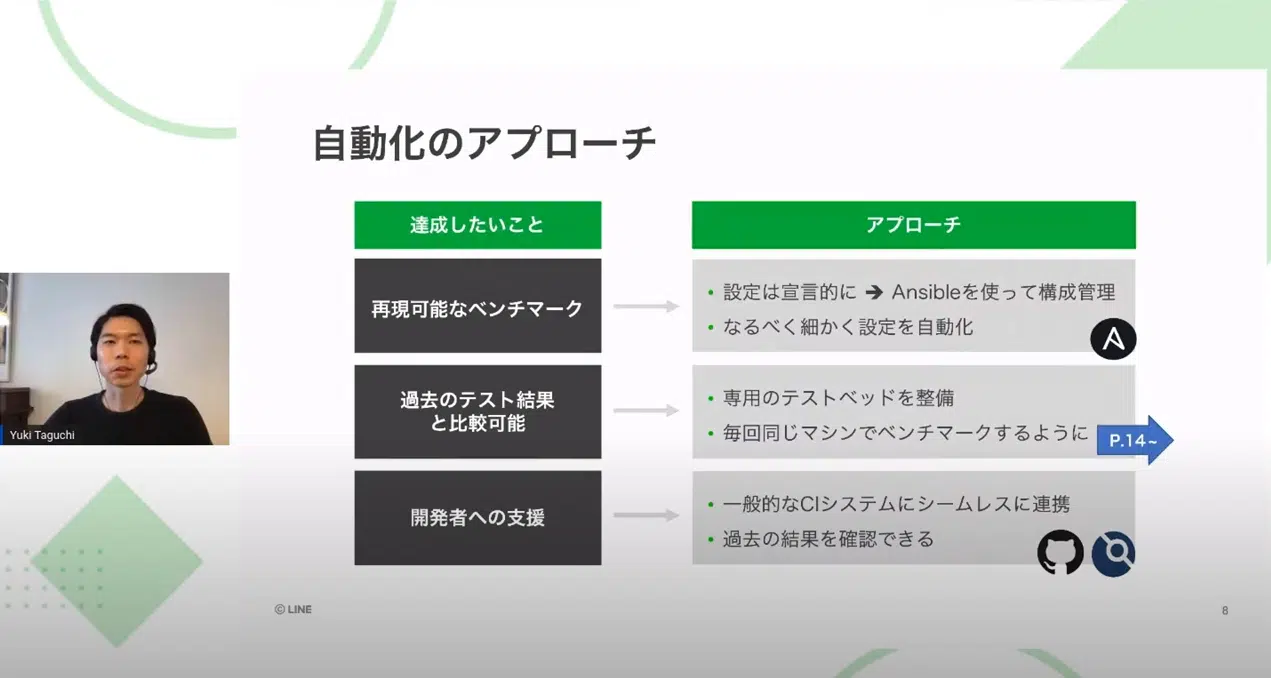 自動化のアプローチ
達成したいこと
アプローチ
再現可能なベンチマーク
• 設定は宣言的に ➔ Ansibleを使って構成管理
• なるべく細かく設定を自動化
過去のテスト結果
と比較可能
• 専用のテストベッドを整備
• 毎回同じマシンでベンチマークするように
P.14~
開発者への支援
• 一般的なCIシステムにシームレスに連携
• 過去の結果を確認できる
Yuki Taguchi
© LINE
8